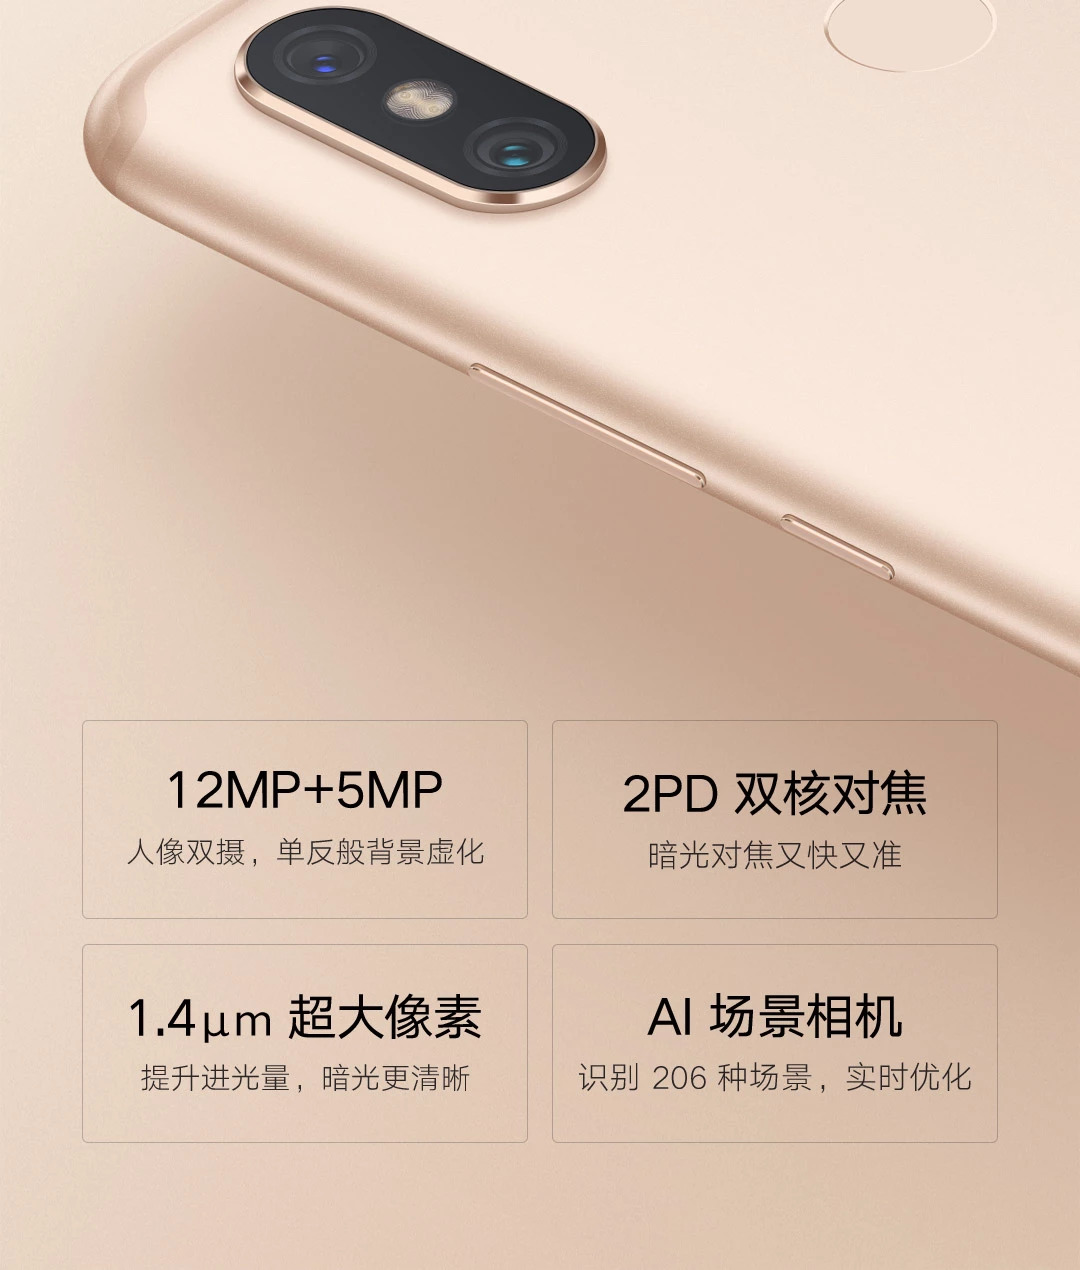 12MP+5MP
人像双摄，单反般背景虚化
2PD 双核对焦
暗光对焦又快又准
1.4μm 超大像素
提升进光量，暗光更清晰
AI 场景相机
识别 206 种场景，实时优化